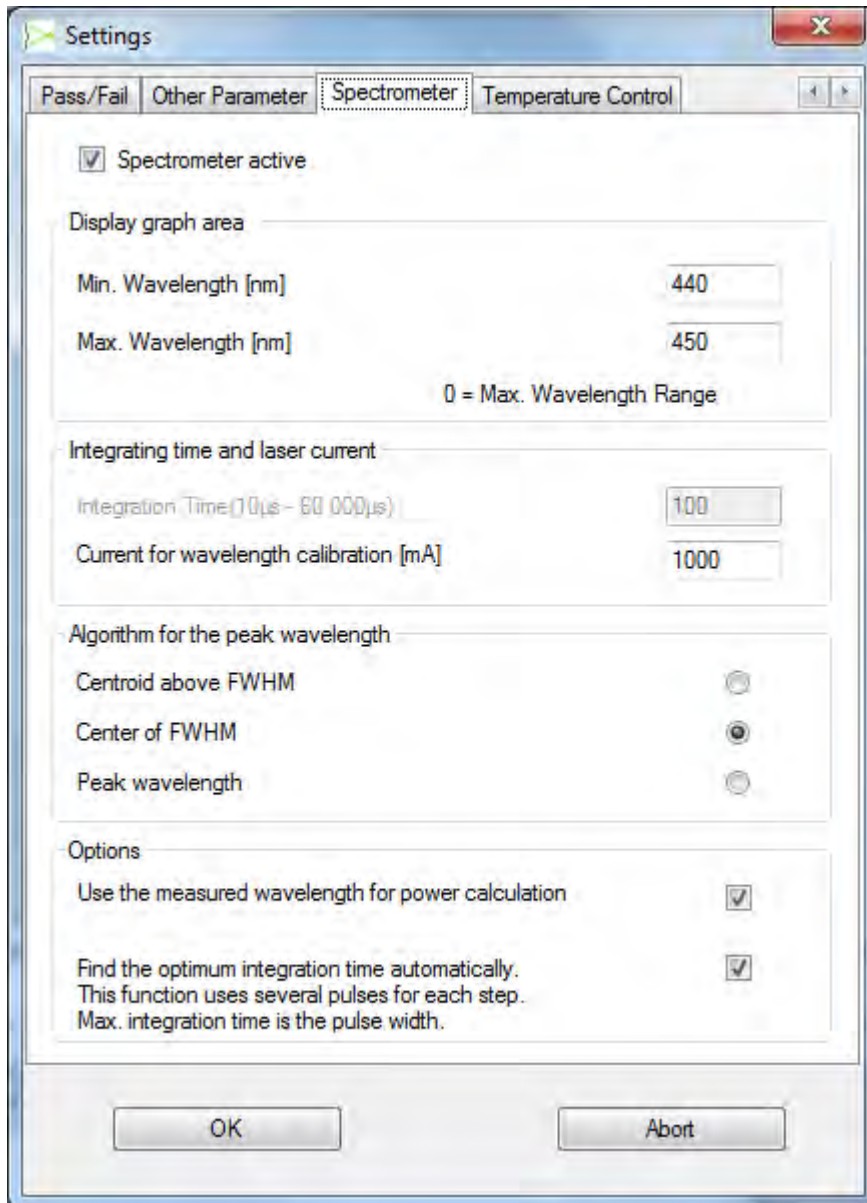 Settings
Pass/Fail Other Parameter Spectrometer Temperature Control
Spectrometer active
Display graph area
Min. Wavelength [nm] 440
Max. Wavelength [nm] 450
0 = Max. Wavelength Range
Integrating time and laser current
Integration Time(10µs - 60 000µs) 100
Current for wavelength calibration [mA] 1000
Algorithm for the peak wavelength
Centroid above FWHM
Center of FWHM
Peak wavelength
Options
Use the measured wavelength for power calculation
Find the optimum integration time automatically.
This function uses several pulses for each step.
Max. integration time is the pulse width.
OK Abort